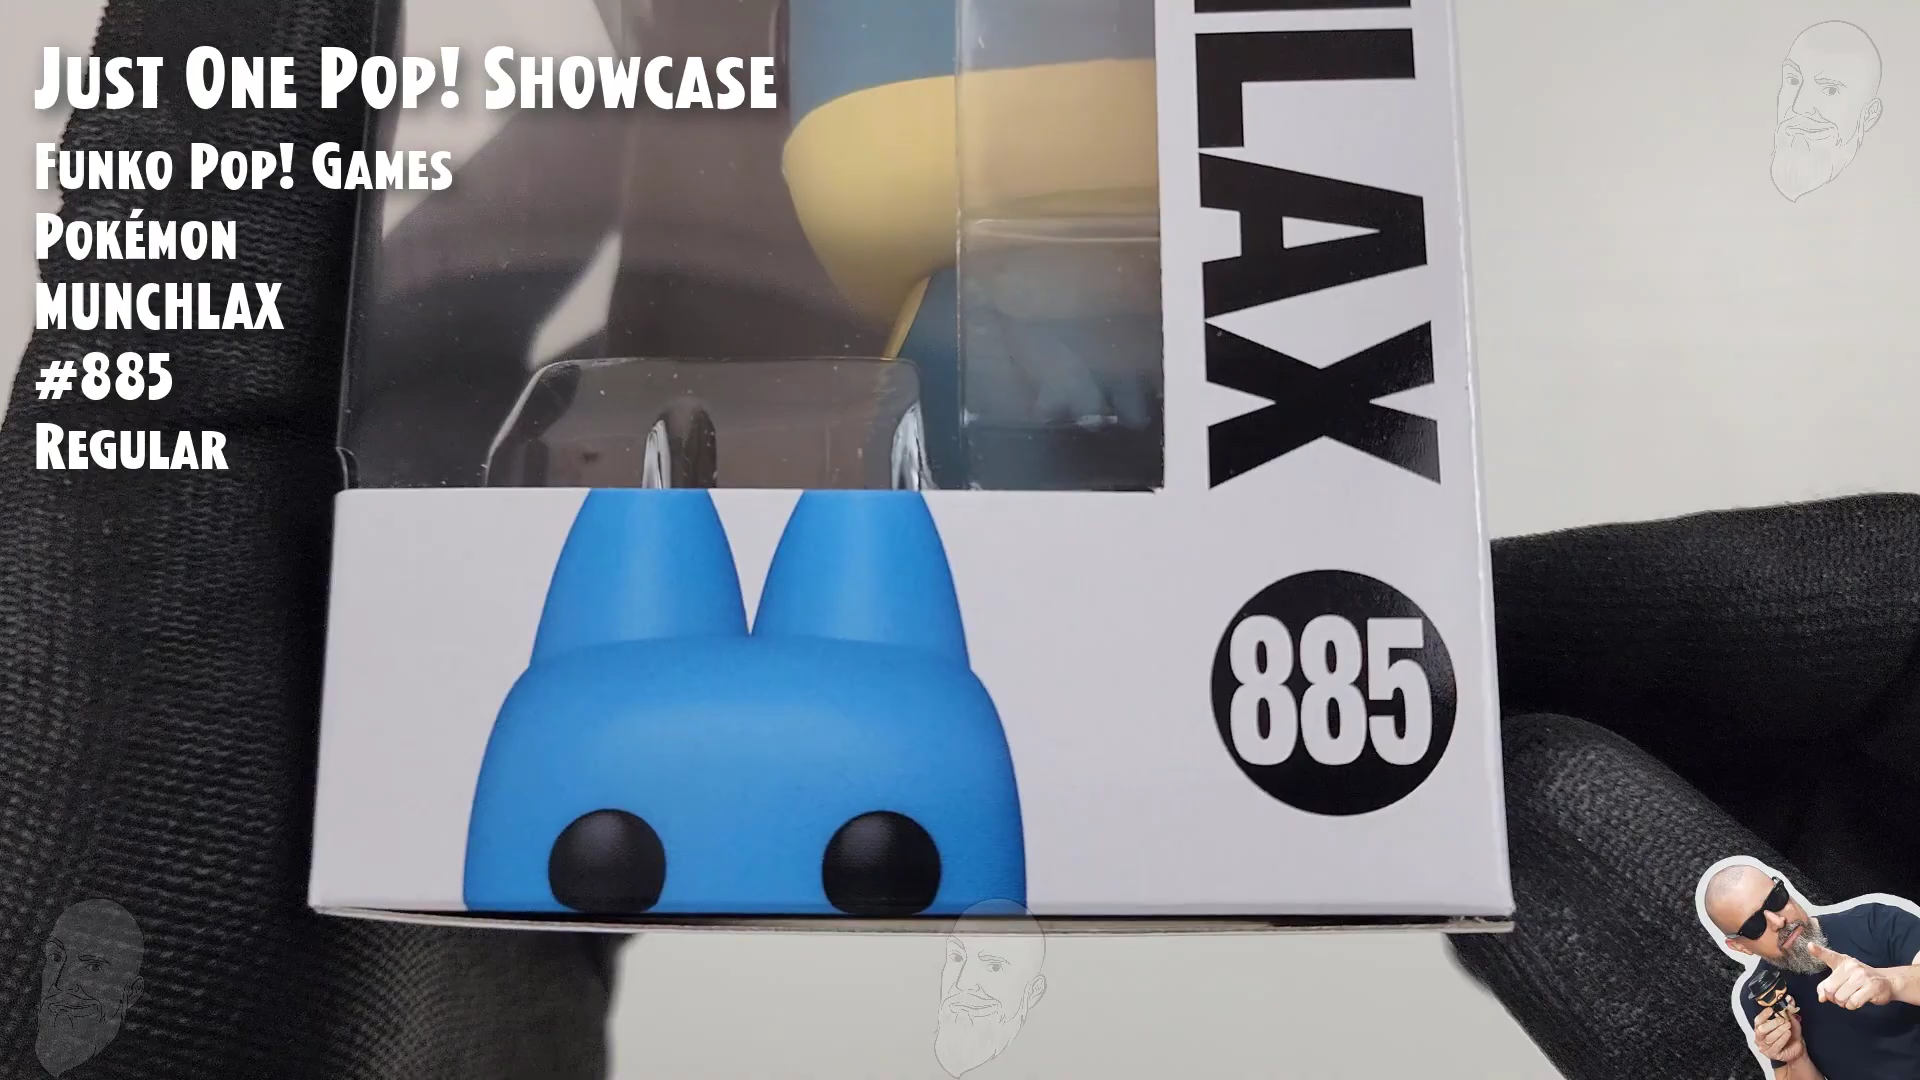 Just One Pop! Showcase
Funko Pop! Games
Pokémon
MUNCHLAX
#885
Regular
LAX
885